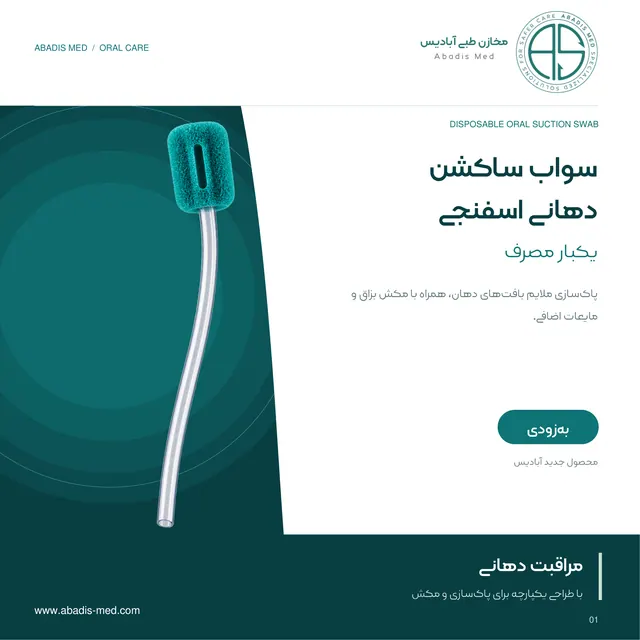 ABADIS MED / ORAL CARE
مخازن طبی آبادیس
Abadis Med
ABADIS MED SPECIALIZED SOLUTIONS FOR SAFER CARE
DISPOSABLE ORAL SUCTION SWAB
سواب ساکشن
دهانی اسفنجی
یکبار مصرف
پاک‌سازی ملایم بافت‌های دهان، همراه با مکش بزاق و
مایعات اضافی.
به‌زودی
محصول جدید آبادیس
مراقبت دهانی
با طراحی یکپارچه برای پاک‌سازی و مکش
www.abadis-med.com
01